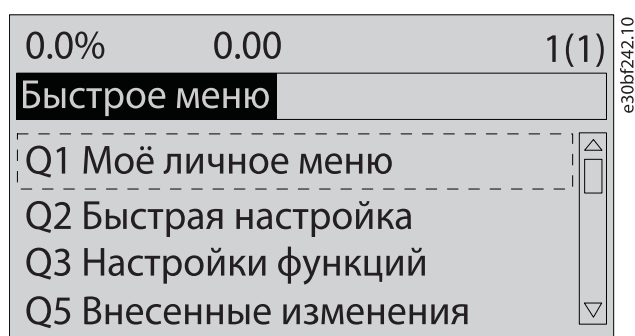 0.0% 0.00 1(1)
Быстрое меню
Q1 Моё личное меню
Q2 Быстрая настройка
Q3 Настройки функций
Q5 Внесенные изменения
e30bf242.10